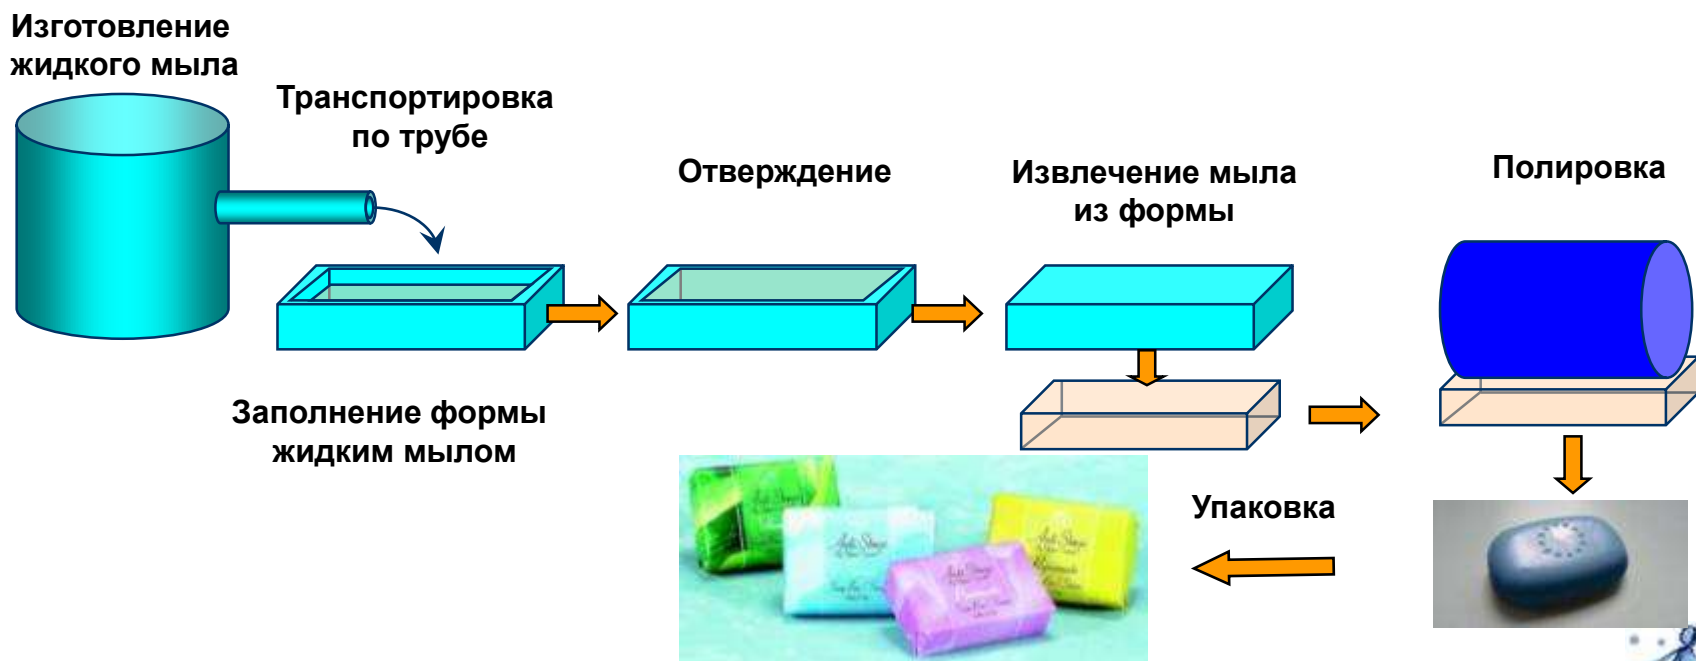 Изготовление
жидкого мыла
Транспортировка
по трубе
Отверждение
Извлечение мыла
из формы
Полировка
Заполнение формы
жидким мылом
Упаковка